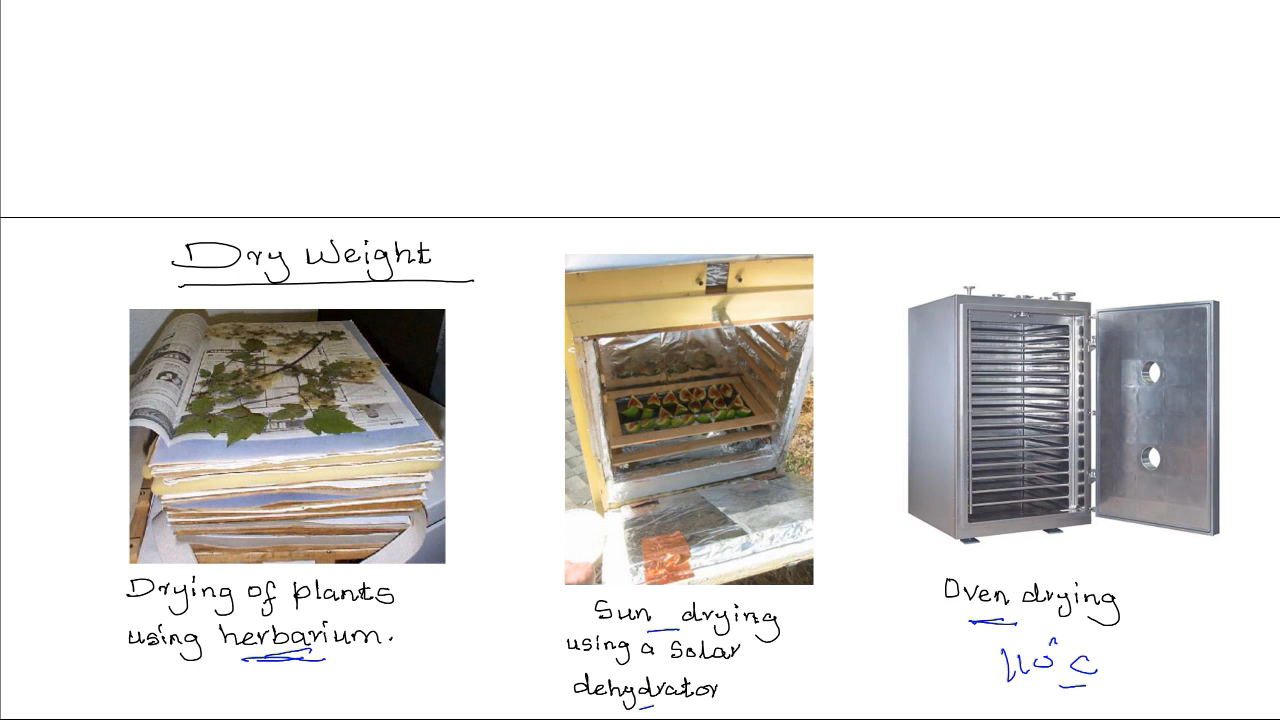 Dry Weight
Drying of plants
using herbarium.
Sun drying
using a Solar
dehydrator
Oven drying
110°C